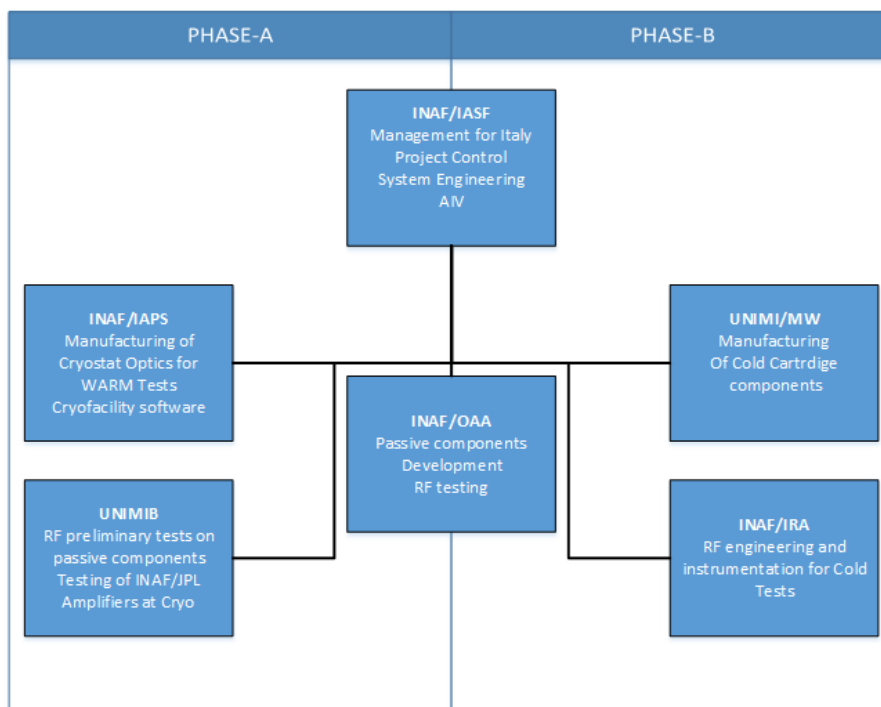 PHASE-A
PHASE-B
INAF/IASF
Management for Italy
Project Control
System Engineering
AIV
INAF/IAPS
Manufacturing of
Cryostat Optics for
WARM Tests
Cryofacility software
UNIMI/MW
Manufacturing
Of Cold Cartrdige
components
INAF/OAA
Passive components
Development
RF testing
UNIMIB
RF preliminary tests on
passive components
Testing of INAF/JPL
Amplifiers at Cryo
INAF/IRA
RF engineering and
instrumentation for Cold
Tests